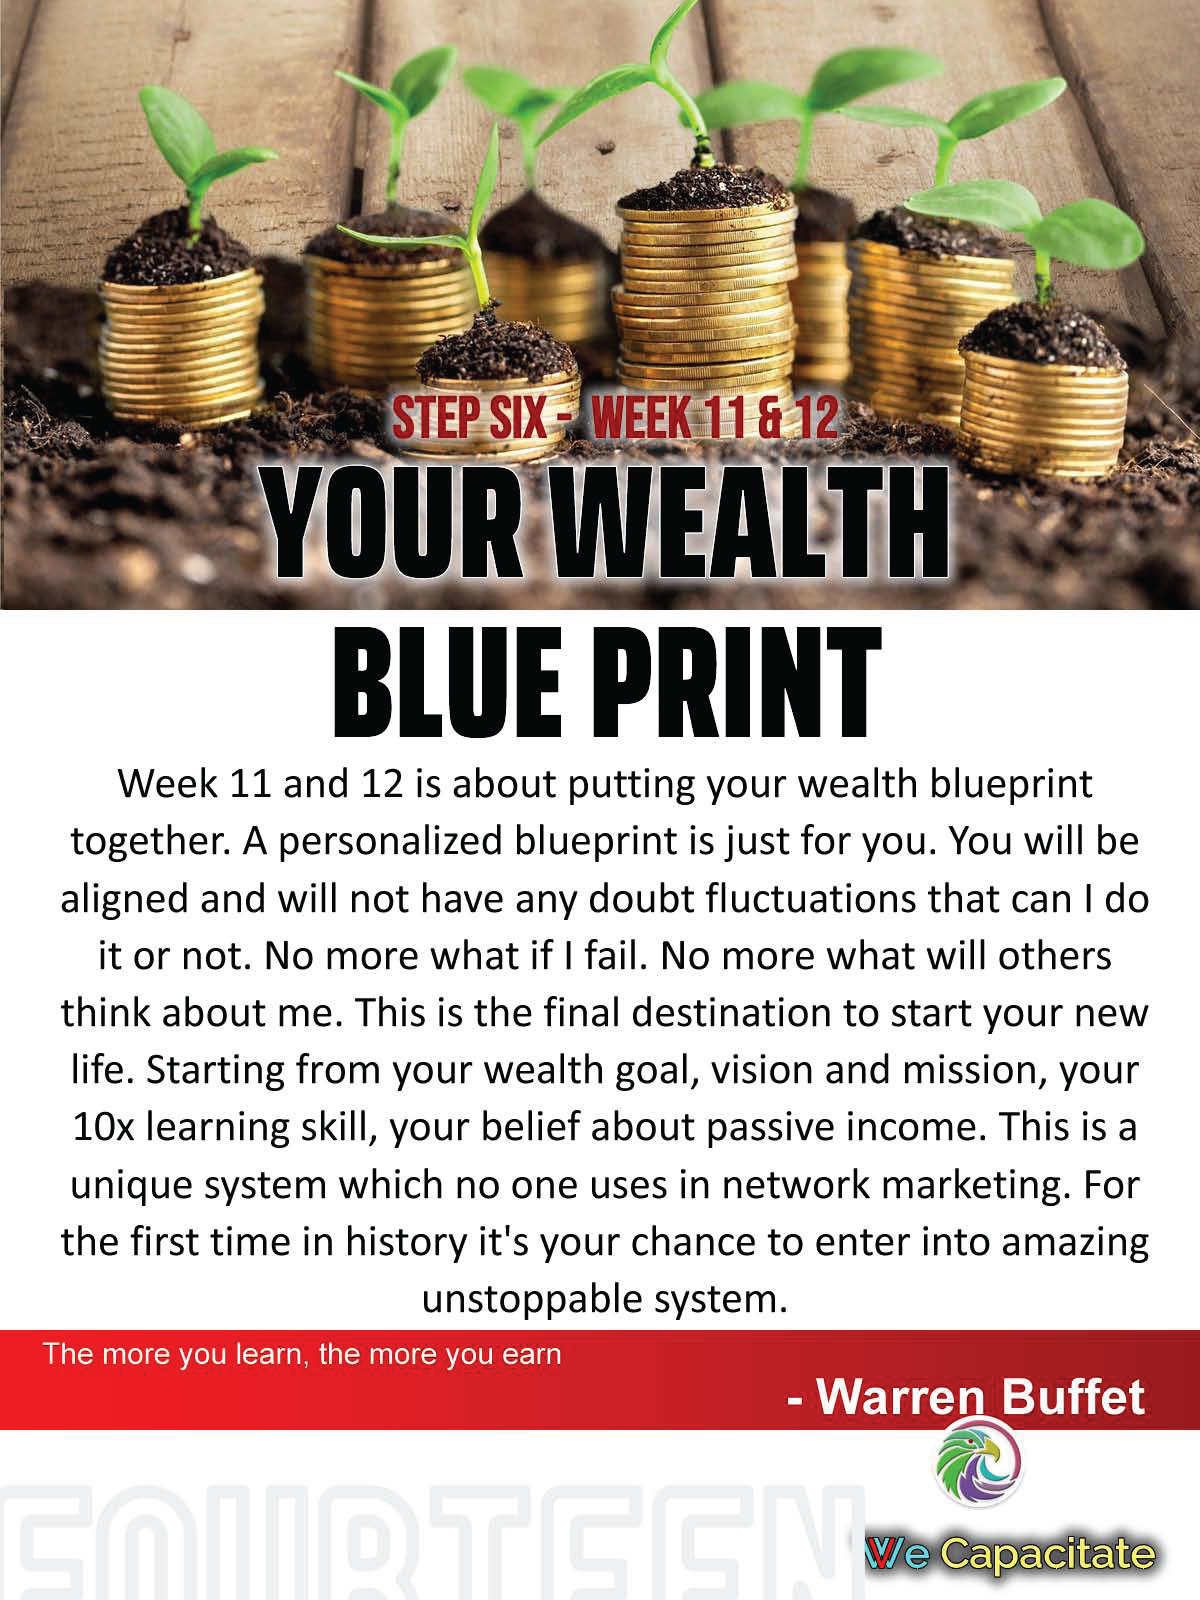 STEP SIX - WEEK 11 & 12
YOUR WEALTH
BLUE PRINT
Week 11 and 12 is about putting your wealth blueprint
together. A personalized blueprint is just for you. You will be
aligned and will not have any doubt fluctuations that can I do
it or not. No more what if I fail. No more what will others
think about me. This is the final destination to start your new
life. Starting from your wealth goal, vision and mission, your
10x learning skill, your belief about passive income. This is a
unique system which no one uses in network marketing. For
the first time in history it's your chance to enter into amazing
unstoppable system.
The more you learn, the more you earn
- Warren Buffet
FOURTEEN
We Capacitate